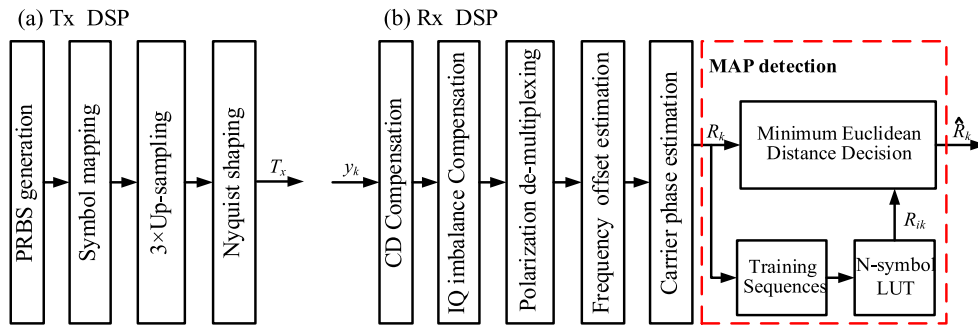 (a) Tx DSP
PRBS generation
Symbol mapping
3×Up-sampling
Nyquist shaping
Tx
(b) Rx DSP
yk
CD Compensation
IQ imbalance Compensation
Polarization de-multiplexing
Frequency offset estimation
Carrier phase estimation
MAP detection
Rk
Minimum Euclidean
Distance Decision
R̂k
Rik
Training
Sequences
N-symbol
LUT